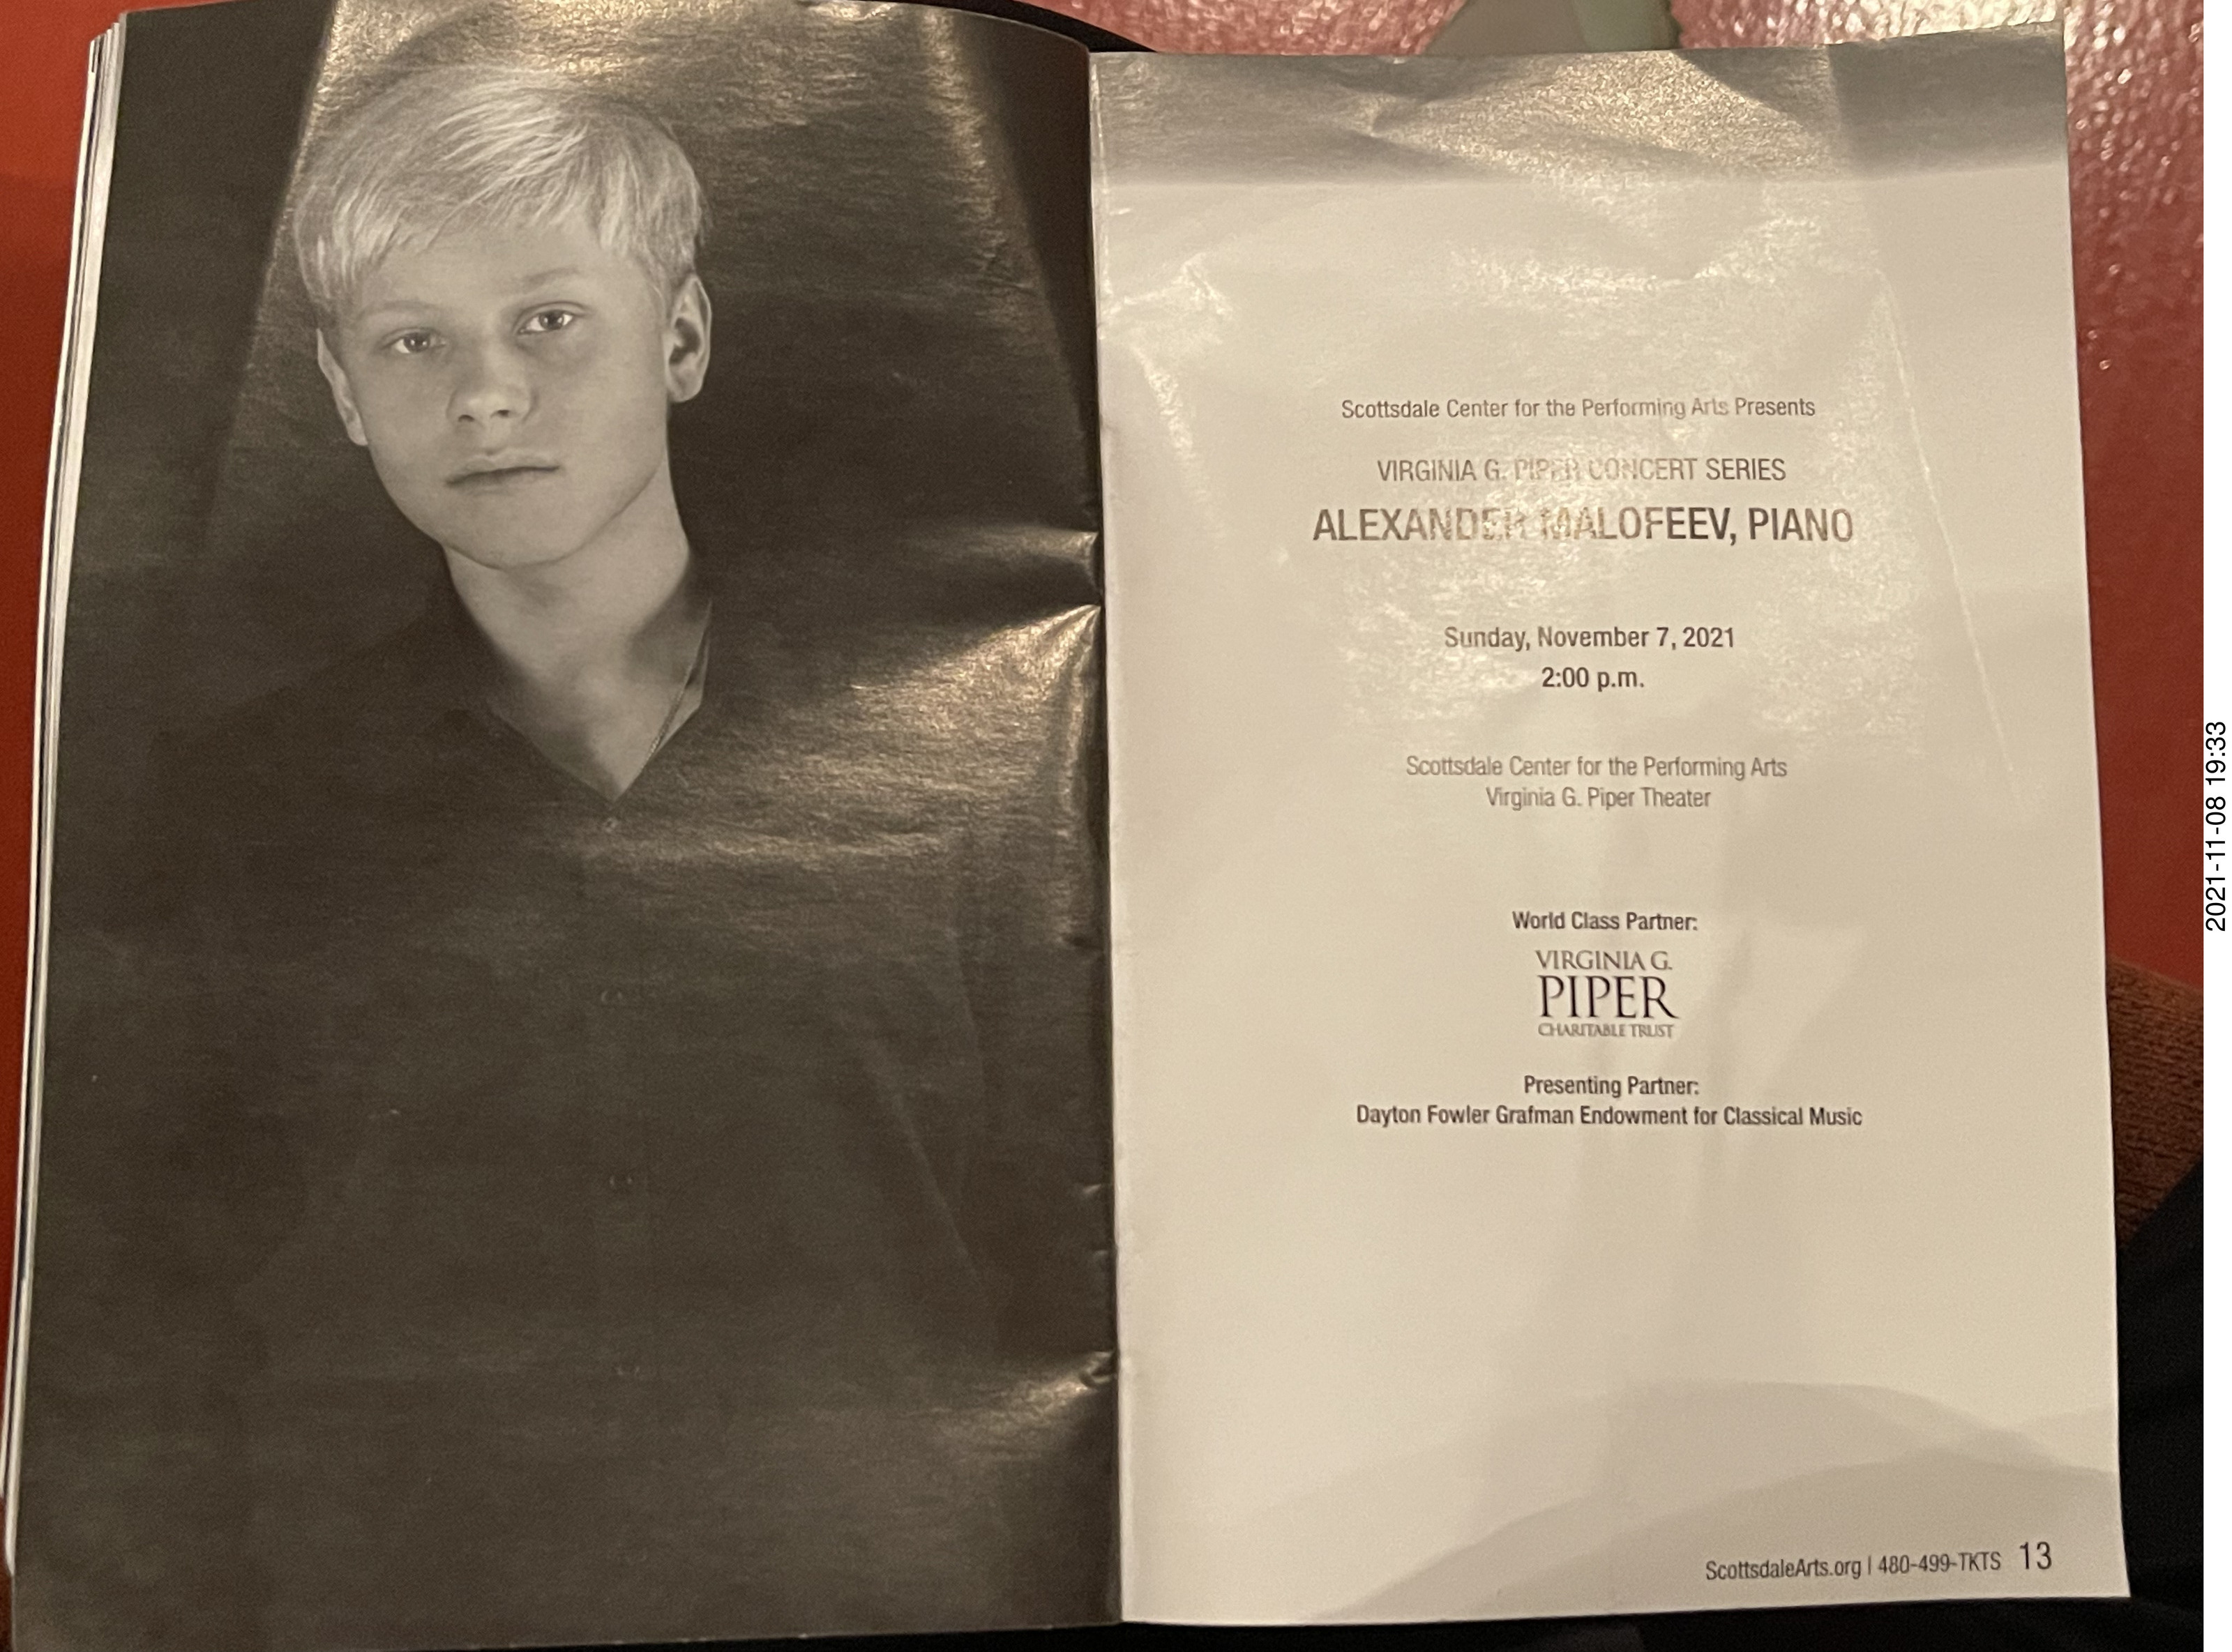 Scottsdale Center for the Performing Arts Presents
VIRGINIA G. PIPER CONCERT SERIES
ALEXANDER MALOFEEV, PIANO
Sunday, November 7, 2021
2:00 p.m.
Scottsdale Center for the Performing Arts
Virginia G. Piper Theater
World Class Partner:
VIRGINIA G.
PIPER
CHARITABLE TRUST
Presenting Partner:
Dayton Fowler Grafman Endowment for Classical Music
ScottsdaleArts.org | 480-499-TKTS 13
2021-11-08 19:33